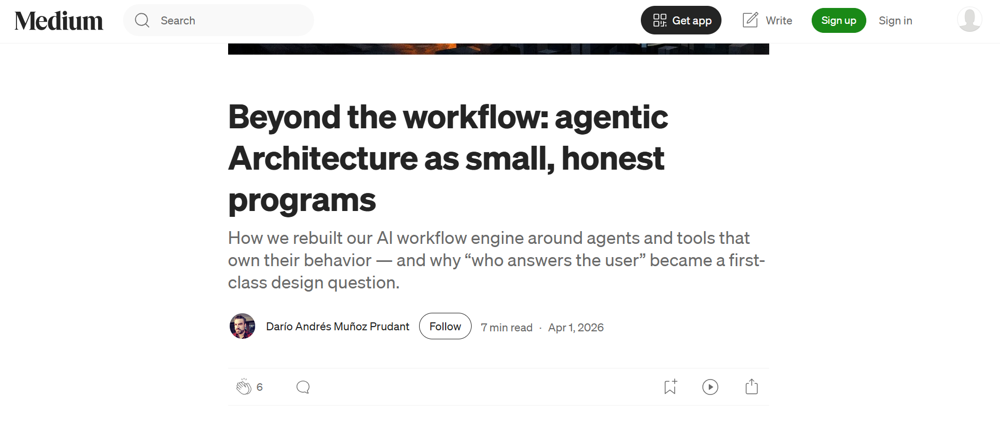 Medium
Search
Get app
Write
Sign up
Sign in
Beyond the workflow: agentic
Architecture as small, honest
programs
How we rebuilt our AI workflow engine around agents and tools that
own their behavior — and why “who answers the user” became a first-
class design question.
Darío Andrés Muñoz Prudant
Follow
7 min read · Apr 1, 2026
6